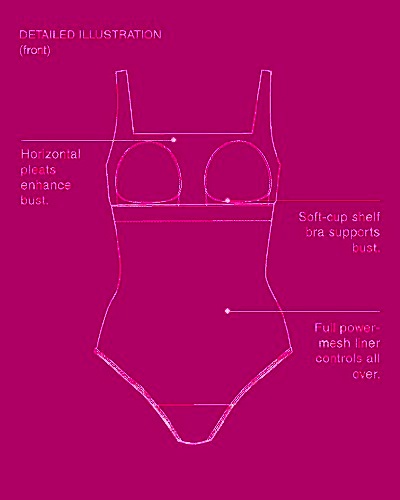 DETAILED ILLUSTRATION
(front)
Horizontal
pleats
enhance
bust.
Soft-cup shelf
bra supports
bust.
Full power-
mesh liner
controls all
over.